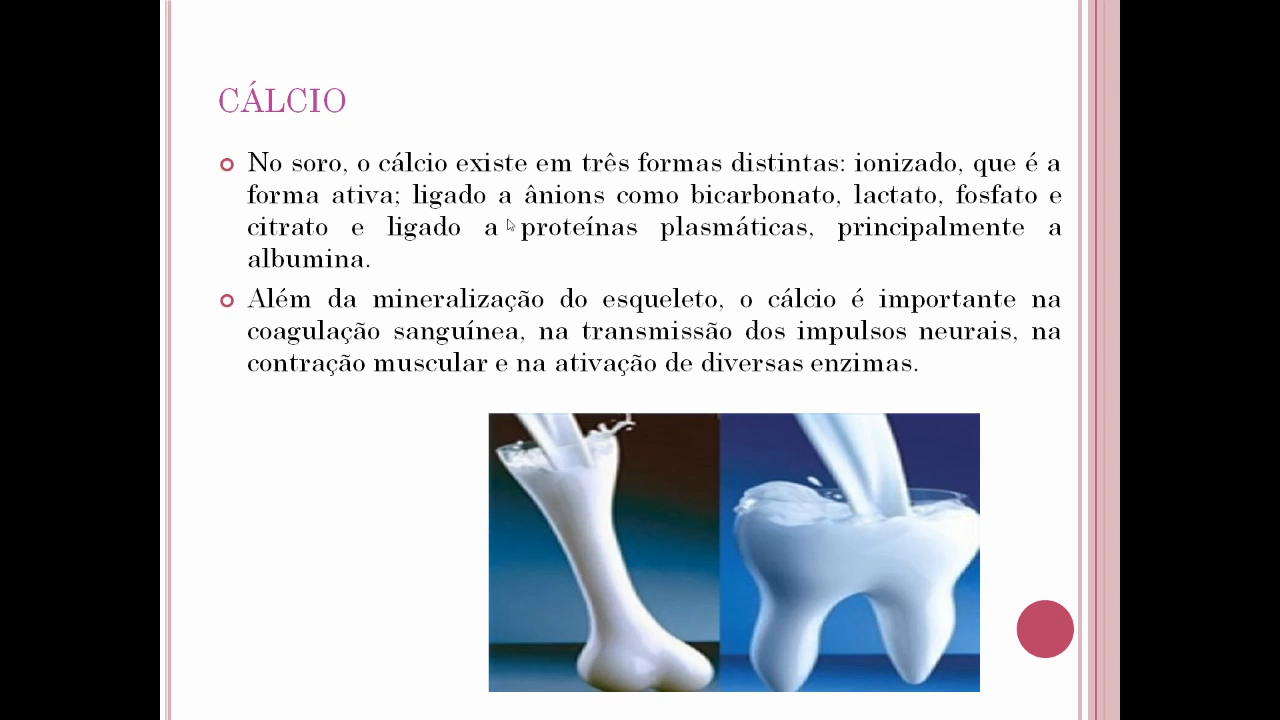 CÁLCIO
No soro, o cálcio existe em três formas distintas: ionizado, que é a
forma ativa; ligado a ânions como bicarbonato, lactato, fosfato e
citrato e ligado a proteínas plasmáticas, principalmente a
albumina.
Além da mineralização do esqueleto, o cálcio é importante na
coagulação sanguínea, na transmissão dos impulsos neurais, na
contração muscular e na ativação de diversas enzimas.